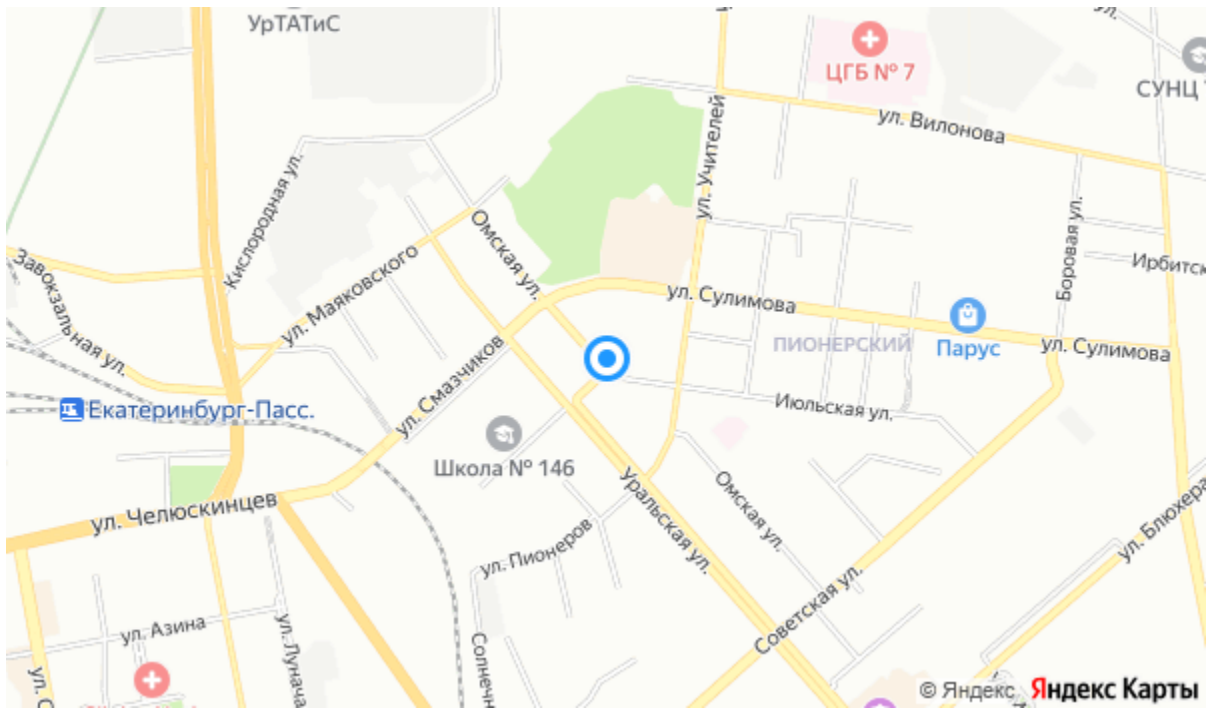 УрТАТиС
ЦГБ № 7
СУНЦ
ул. Вилонова
ул. Учителей
Кислородная ул.
Омская ул.
Боровая ул.
Ирбитск
Завокзальная ул.
ул. Маяковского
ул. Сулимова
ПИОНЕРСКИЙ
Парус
ул. Сулимова
ул. Смазчиков
Екатеринбург-Пасс.
Июльская ул.
Школа № 146
ул. Челюскинцев
Уральская ул.
Омская ул.
ул. Блюхера
ул. Пионеров
Советская ул.
ул. Азина
ул. Луначa
Солнечн
ул. С
© Яндекс Яндекс Карты